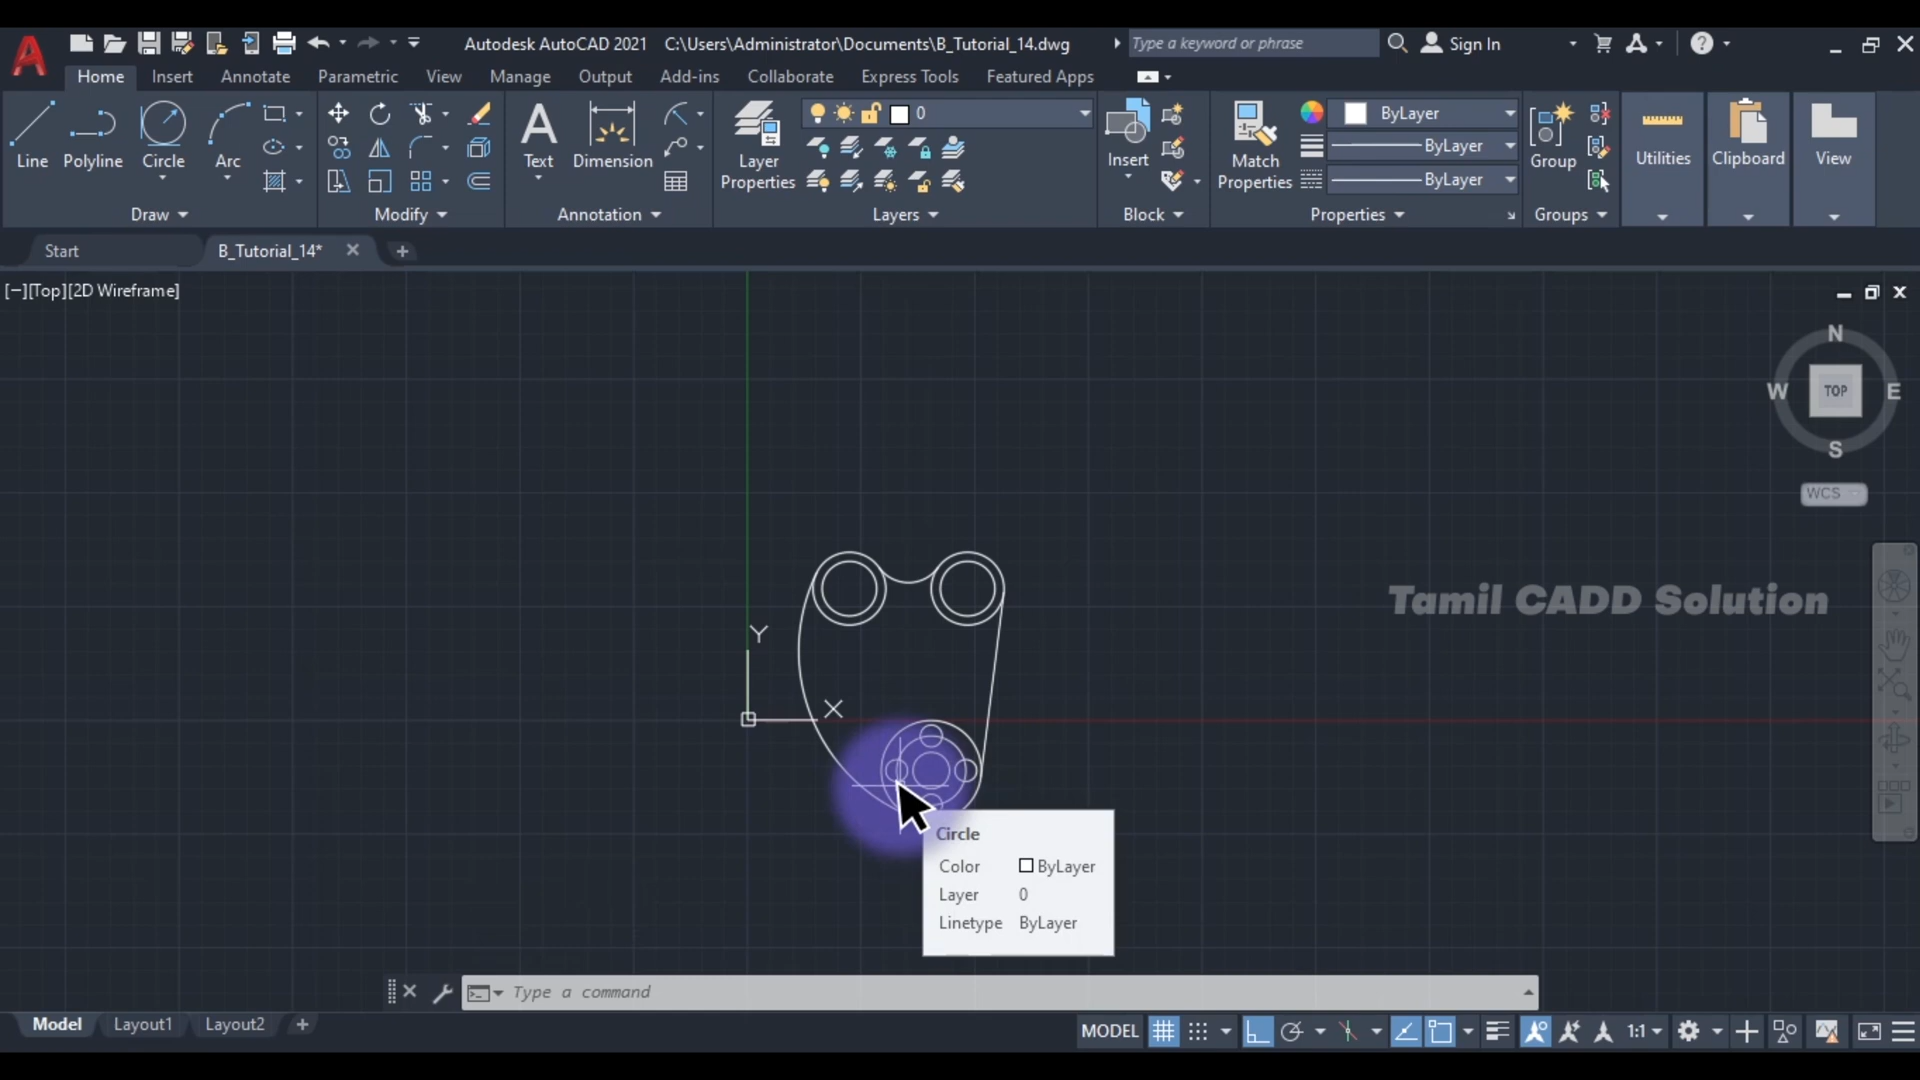 Autodesk AutoCAD 2021 C:\Users\Administrator\Documents\B_Tutorial_14.dwg Type a keyword or phrase Sign In
Home Insert Annotate Parametric View Manage Output Add-ins Collaborate Express Tools Featured Apps
0 ByLayer
Line Polyline Circle Arc Text Dimension Layer Properties Insert Match Properties ByLayer Group Utilities Clipboard View
ByLayer
Draw Modify Annotation Layers Block Properties Groups
Start B_Tutorial_14*
[−][Top][2D Wireframe]
N
W TOP E
S
WCS
Tamil CADD Solution
Y
X
Circle
Color ByLayer
Layer 0
Linetype ByLayer
Type a command
Model Layout1 Layout2
MODEL 1:1